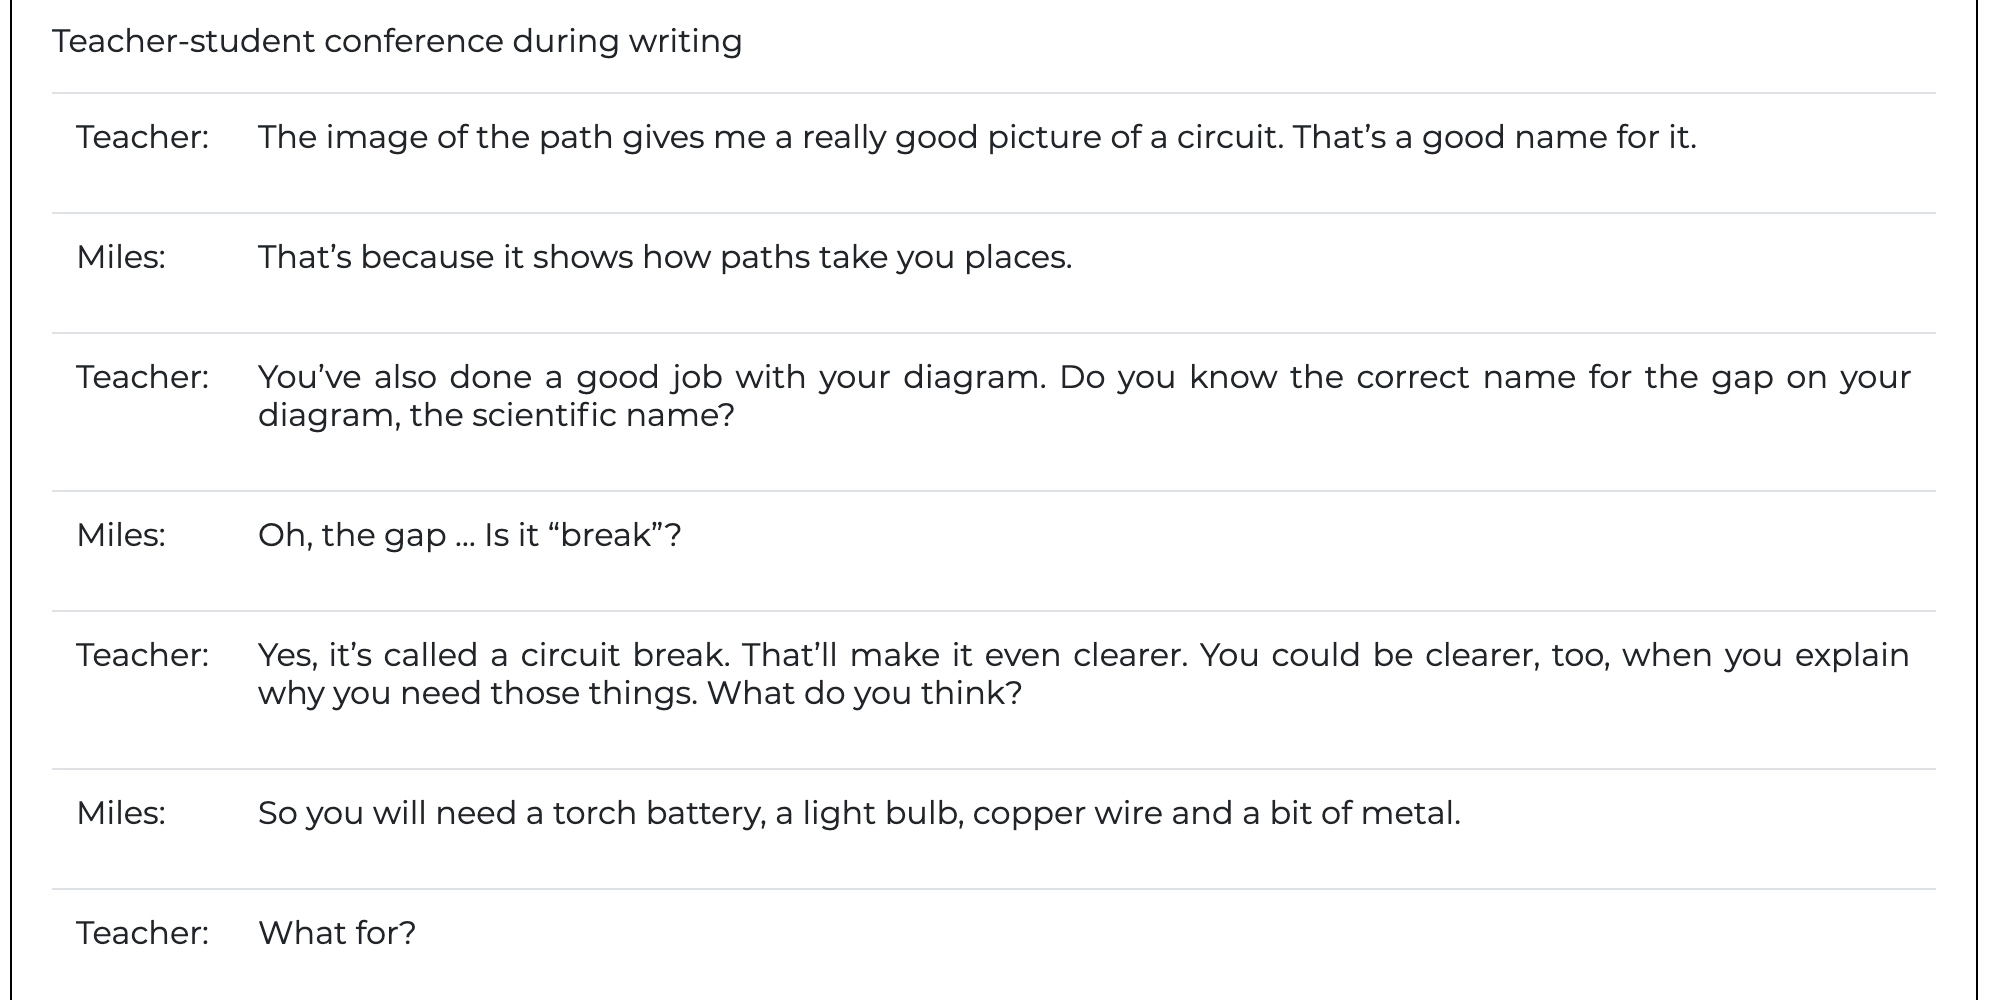 Teacher-student conference during writing
Teacher: The image of the path gives me a really good picture of a circuit. That’s a good name for it.
Miles: That’s because it shows how paths take you places.
Teacher: You’ve also done a good job with your diagram. Do you know the correct name for the gap on your
diagram, the scientific name?
Miles: Oh, the gap ... Is it “break”?
Teacher: Yes, it’s called a circuit break. That’ll make it even clearer. You could be clearer, too, when you explain
why you need those things. What do you think?
Miles: So you will need a torch battery, a light bulb, copper wire and a bit of metal.
Teacher: What for?